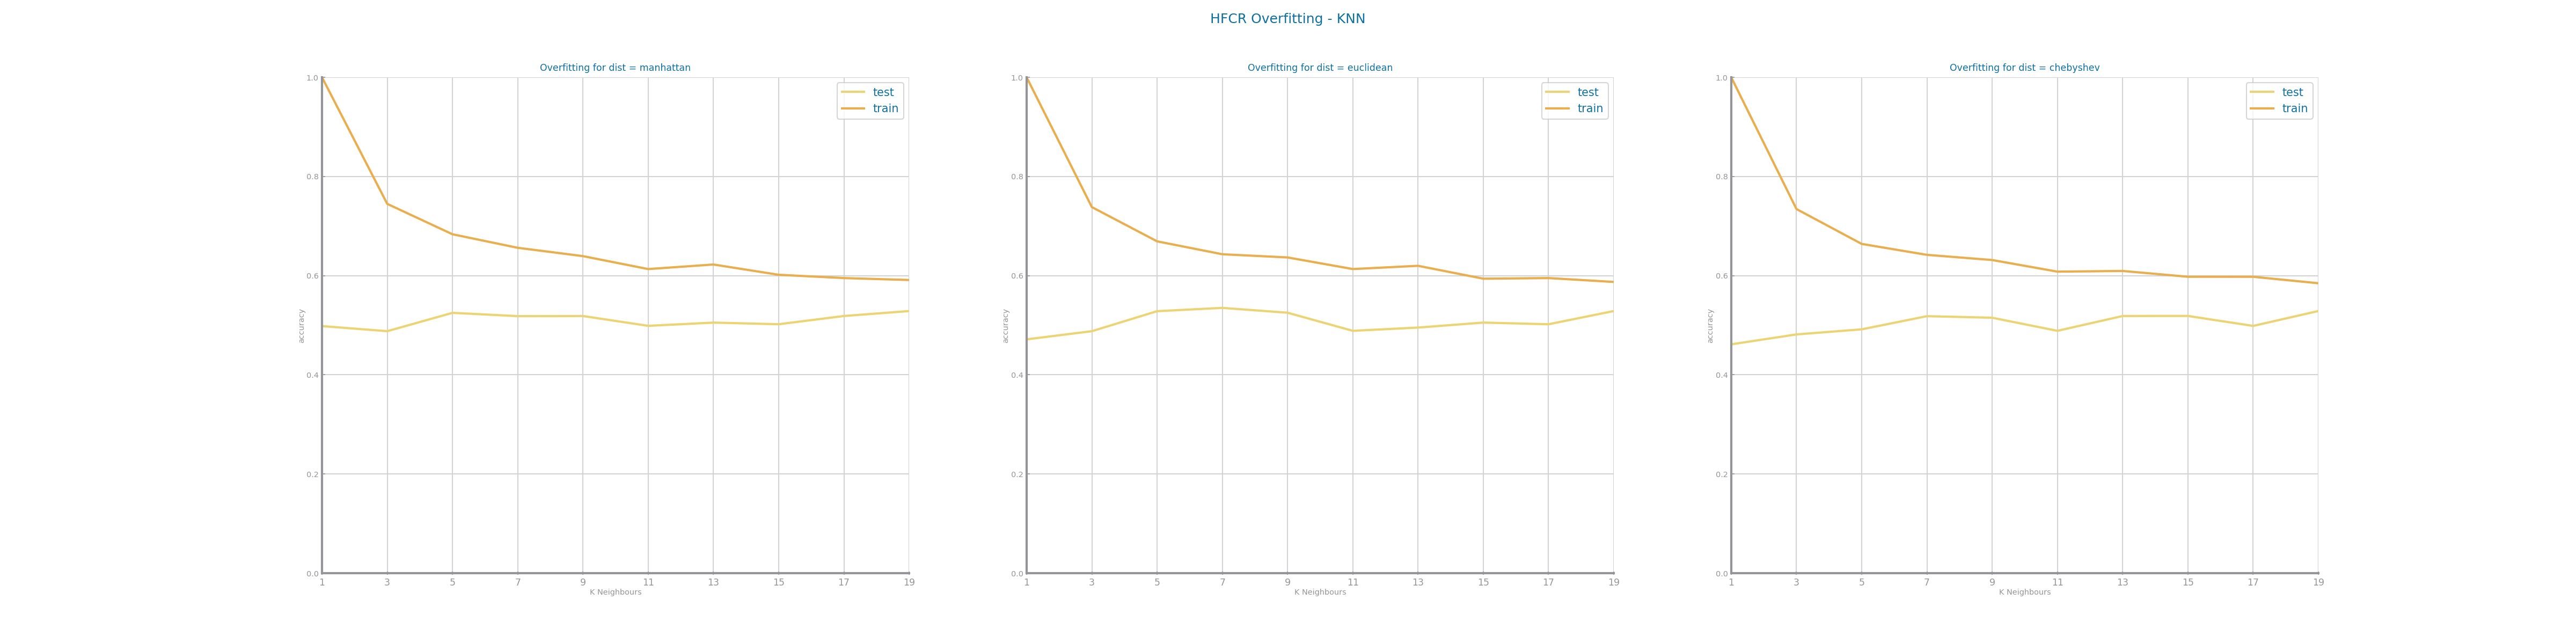 HFCR Overfitting - KNN
Overfitting for dist = manhattan
test
train
accuracy
1.0
0.8
0.6
0.4
0.2
0.0
1 3 5 7 9 11 13 15 17 19
K Neighbours
Overfitting for dist = euclidean
test
train
accuracy
1.0
0.8
0.6
0.4
0.2
0.0
1 3 5 7 9 11 13 15 17 19
K Neighbours
Overfitting for dist = chebyshev
test
train
accuracy
1.0
0.8
0.6
0.4
0.2
0.0
1 3 5 7 9 11 13 15 17 19
K Neighbours